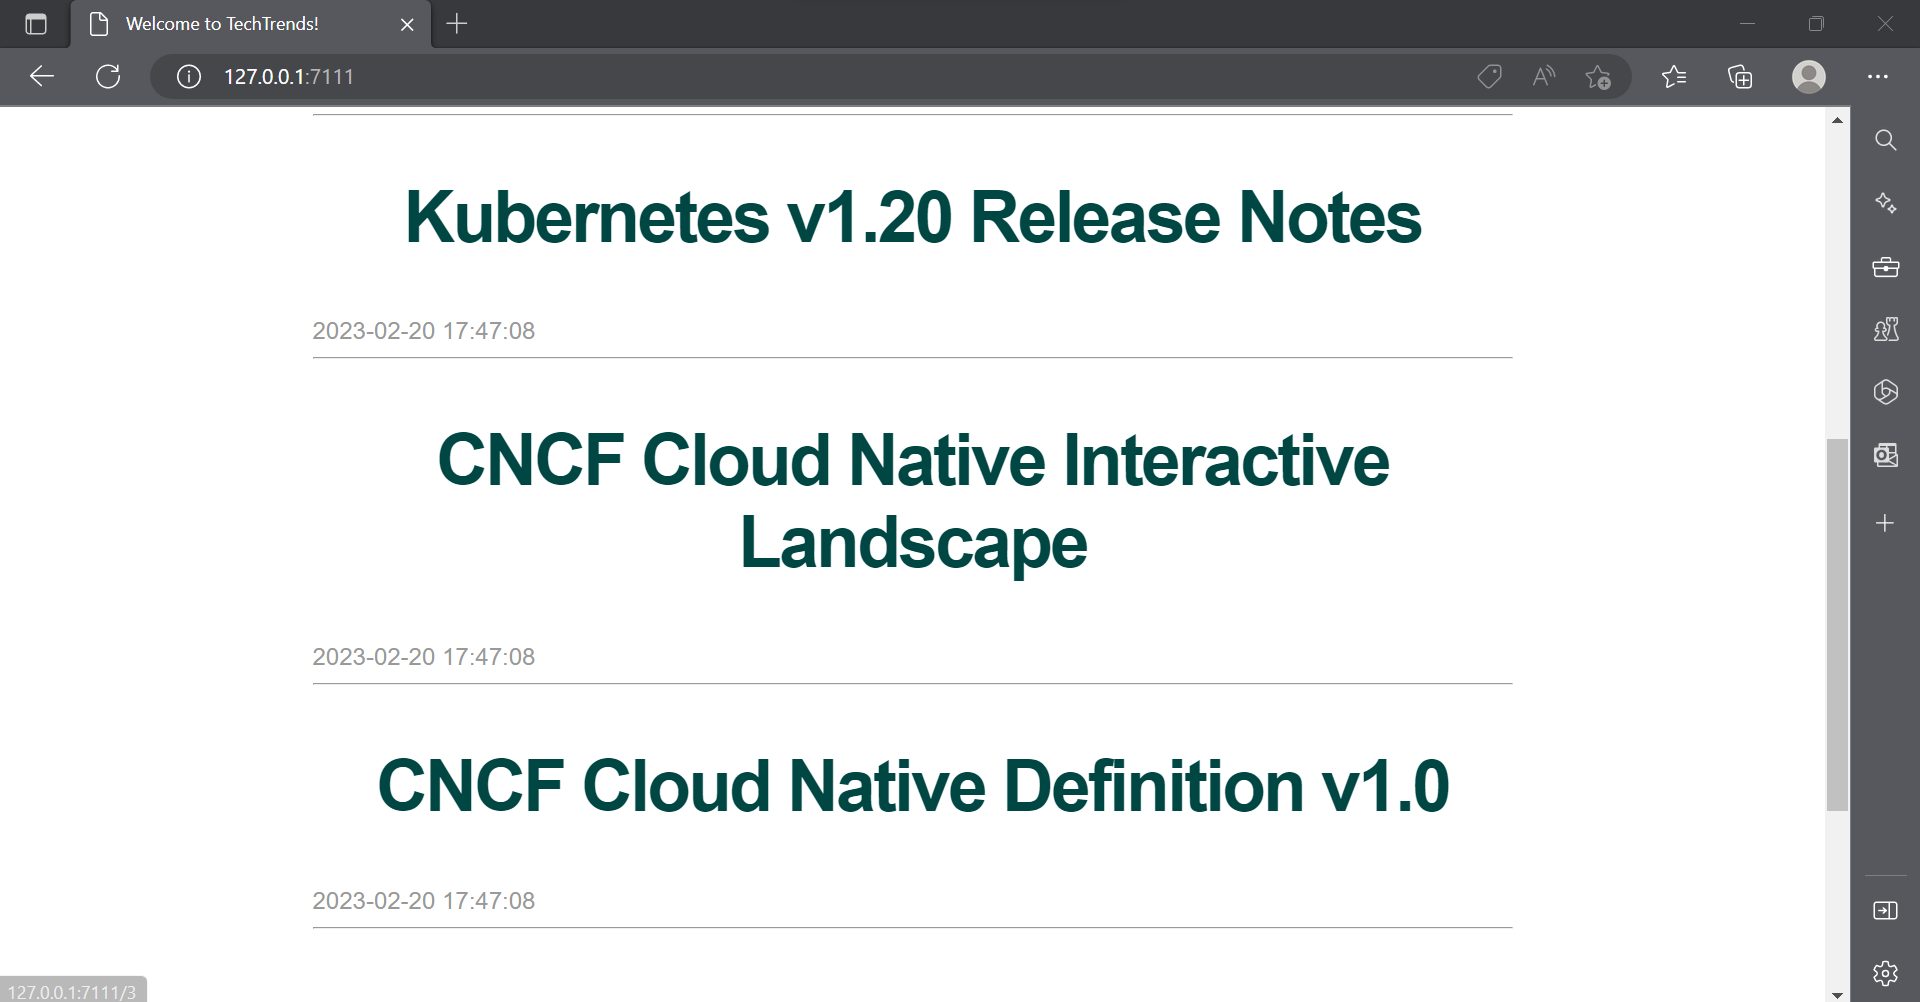 Welcome to TechTrends!
127.0.0.1:7111
Kubernetes v1.20 Release Notes
2023-02-20 17:47:08
CNCF Cloud Native Interactive
Landscape
2023-02-20 17:47:08
CNCF Cloud Native Definition v1.0
2023-02-20 17:47:08
127.0.0.1:7111/3